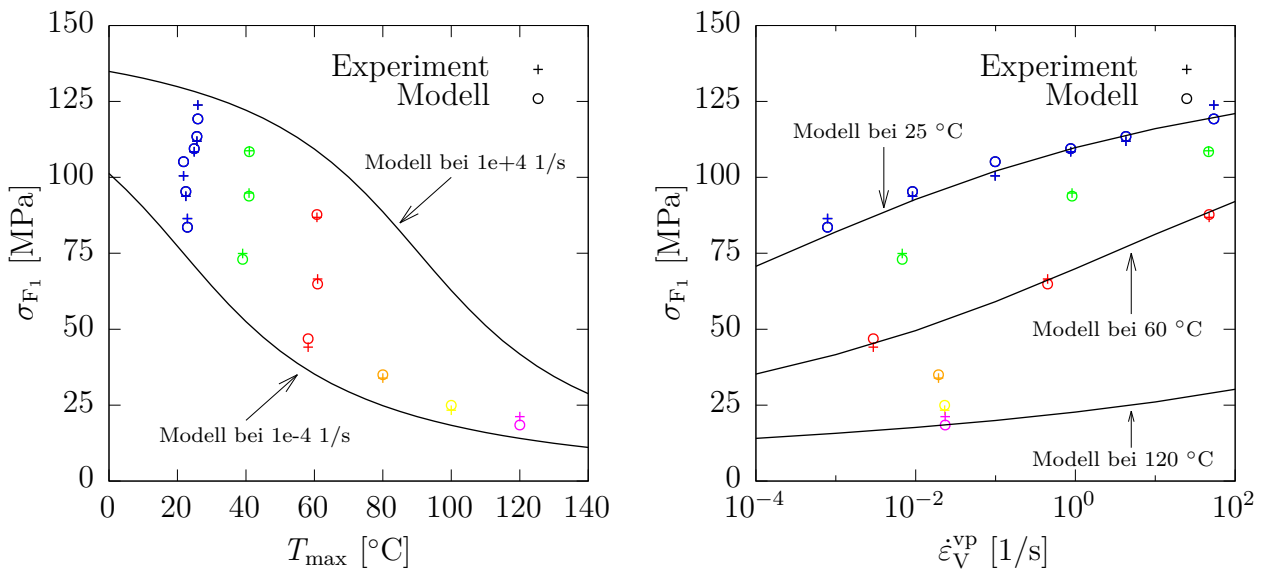 150
125
100
75
50
25
0
σF1 [MPa]
Experiment +
Modell ○
Modell bei 1e+4 1/s
Modell bei 1e-4 1/s
0 20 40 60 80 100 120 140
Tmax [°C]
150
125
100
75
50
25
0
σF1 [MPa]
Experiment +
Modell ○
Modell bei 25 °C
Modell bei 60 °C
Modell bei 120 °C
10⁻⁴ 10⁻² 10⁰ 10²
ε̇Vvp [1/s]